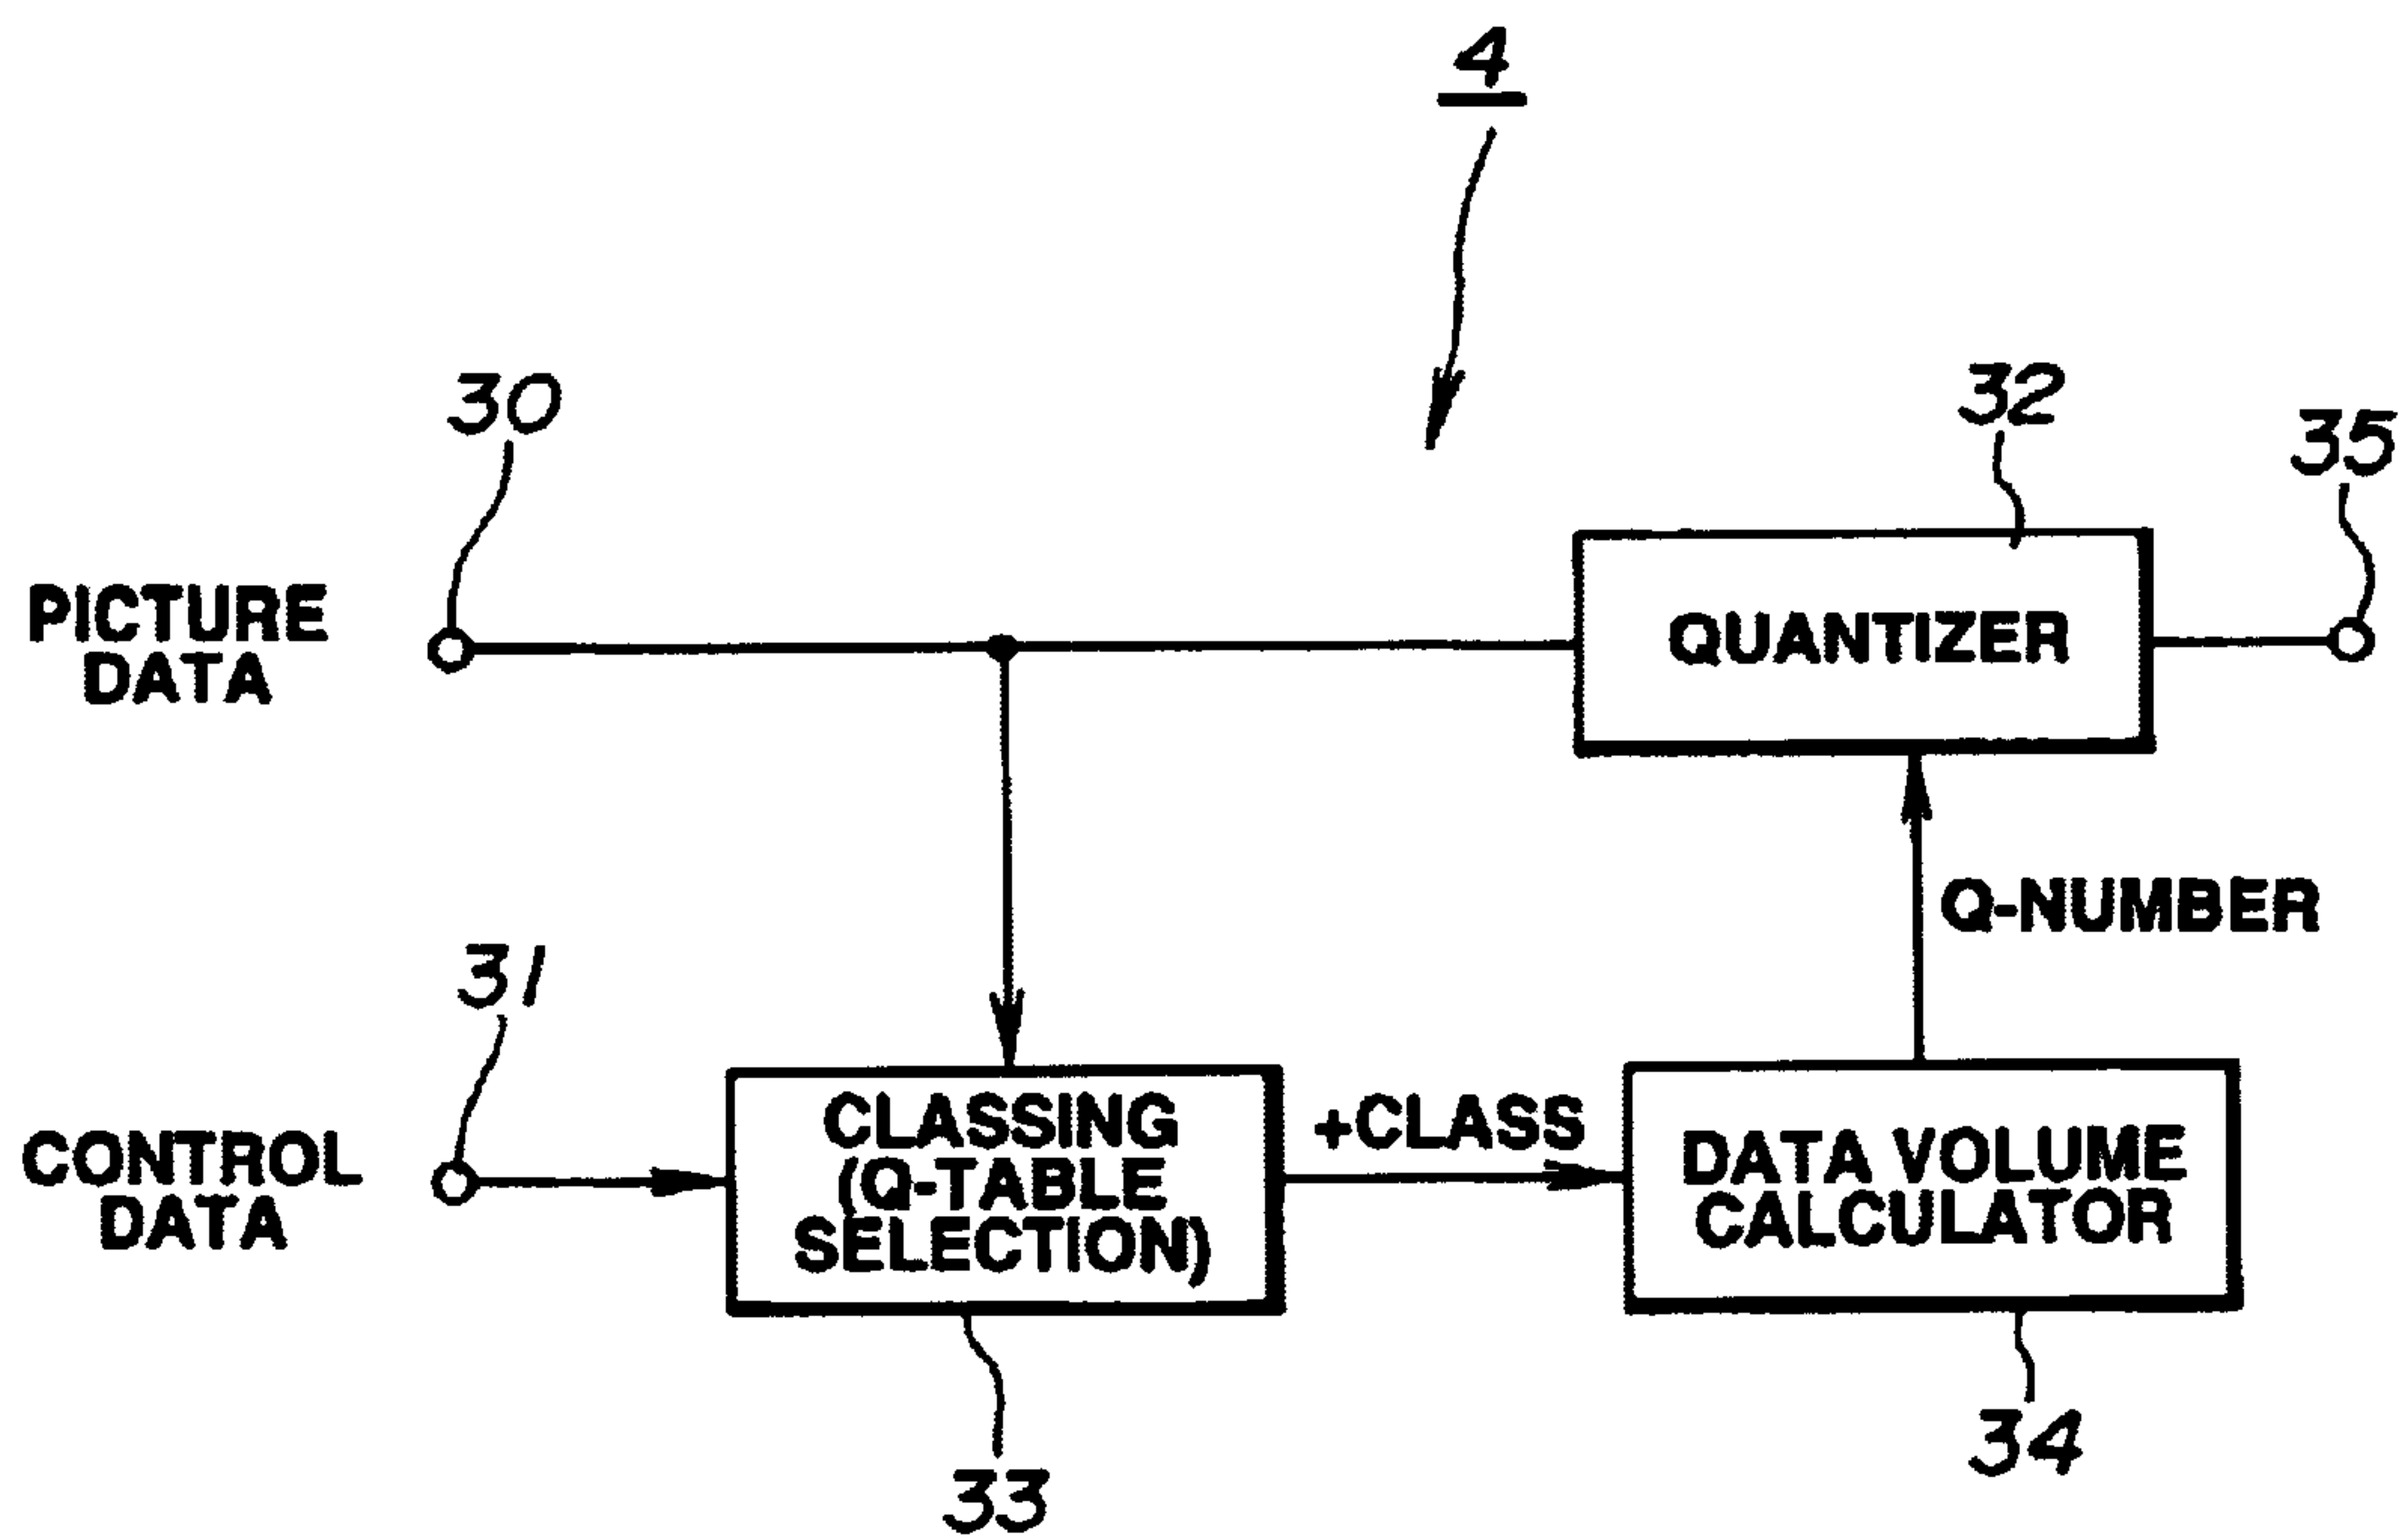 4
30
32
35
PICTURE
DATA
QUANTIZER
Q-NUMBER
31
CONTROL
DATA
CLASSING
(Q-TABLE
SELECTION)
+CLASS
DATA VOLUME
CALCULATOR
33
34